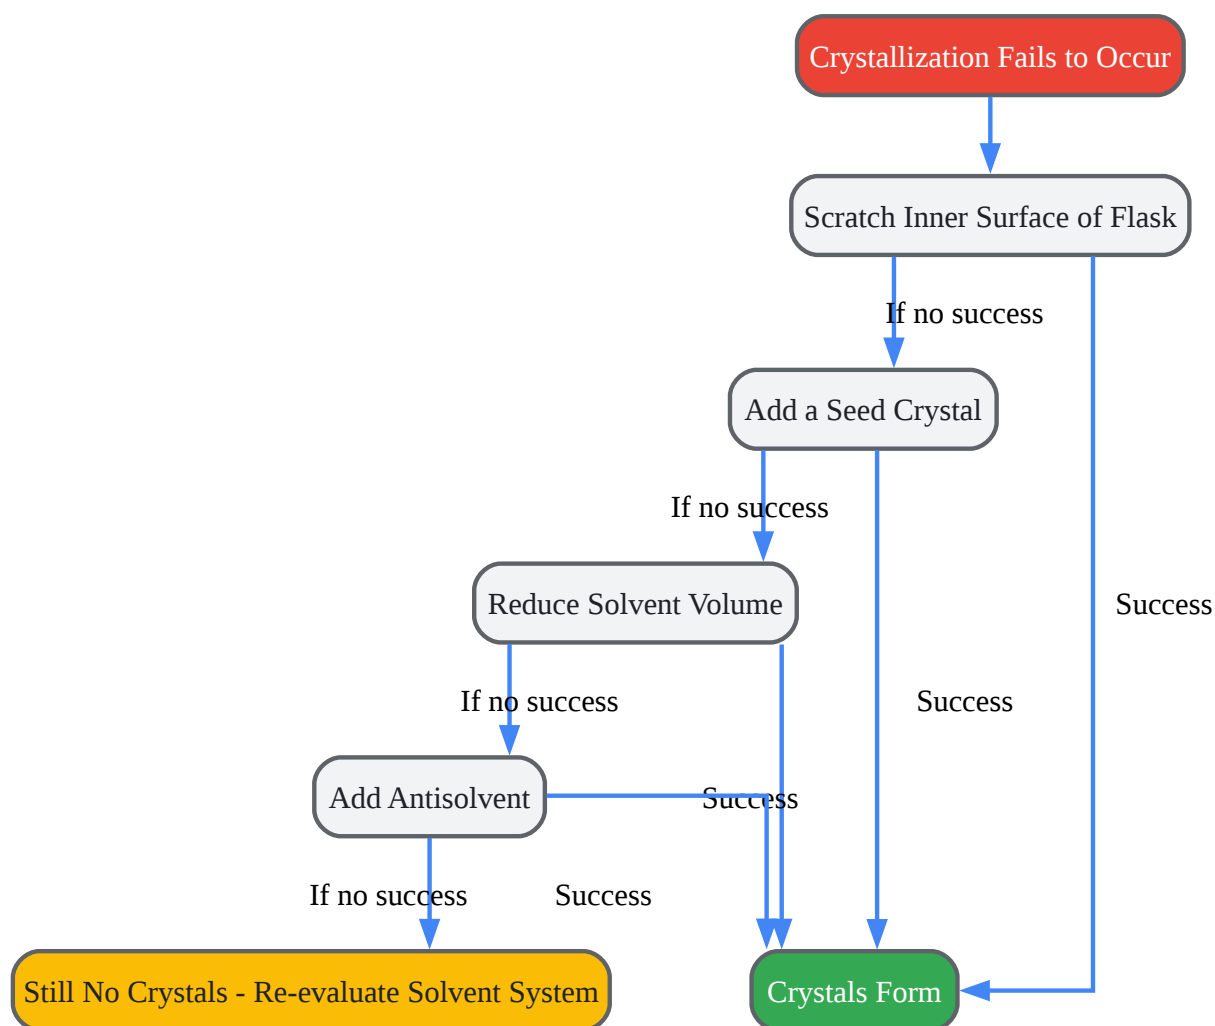 Crystallization Fails to Occur
Scratch Inner Surface of Flask
If no success
Add a Seed Crystal
If no success
Reduce Solvent Volume
Success
If no success
Success
Add Antisolvent
Success
If no success
Success
Still No Crystals - Re-evaluate Solvent System
Crystals Form